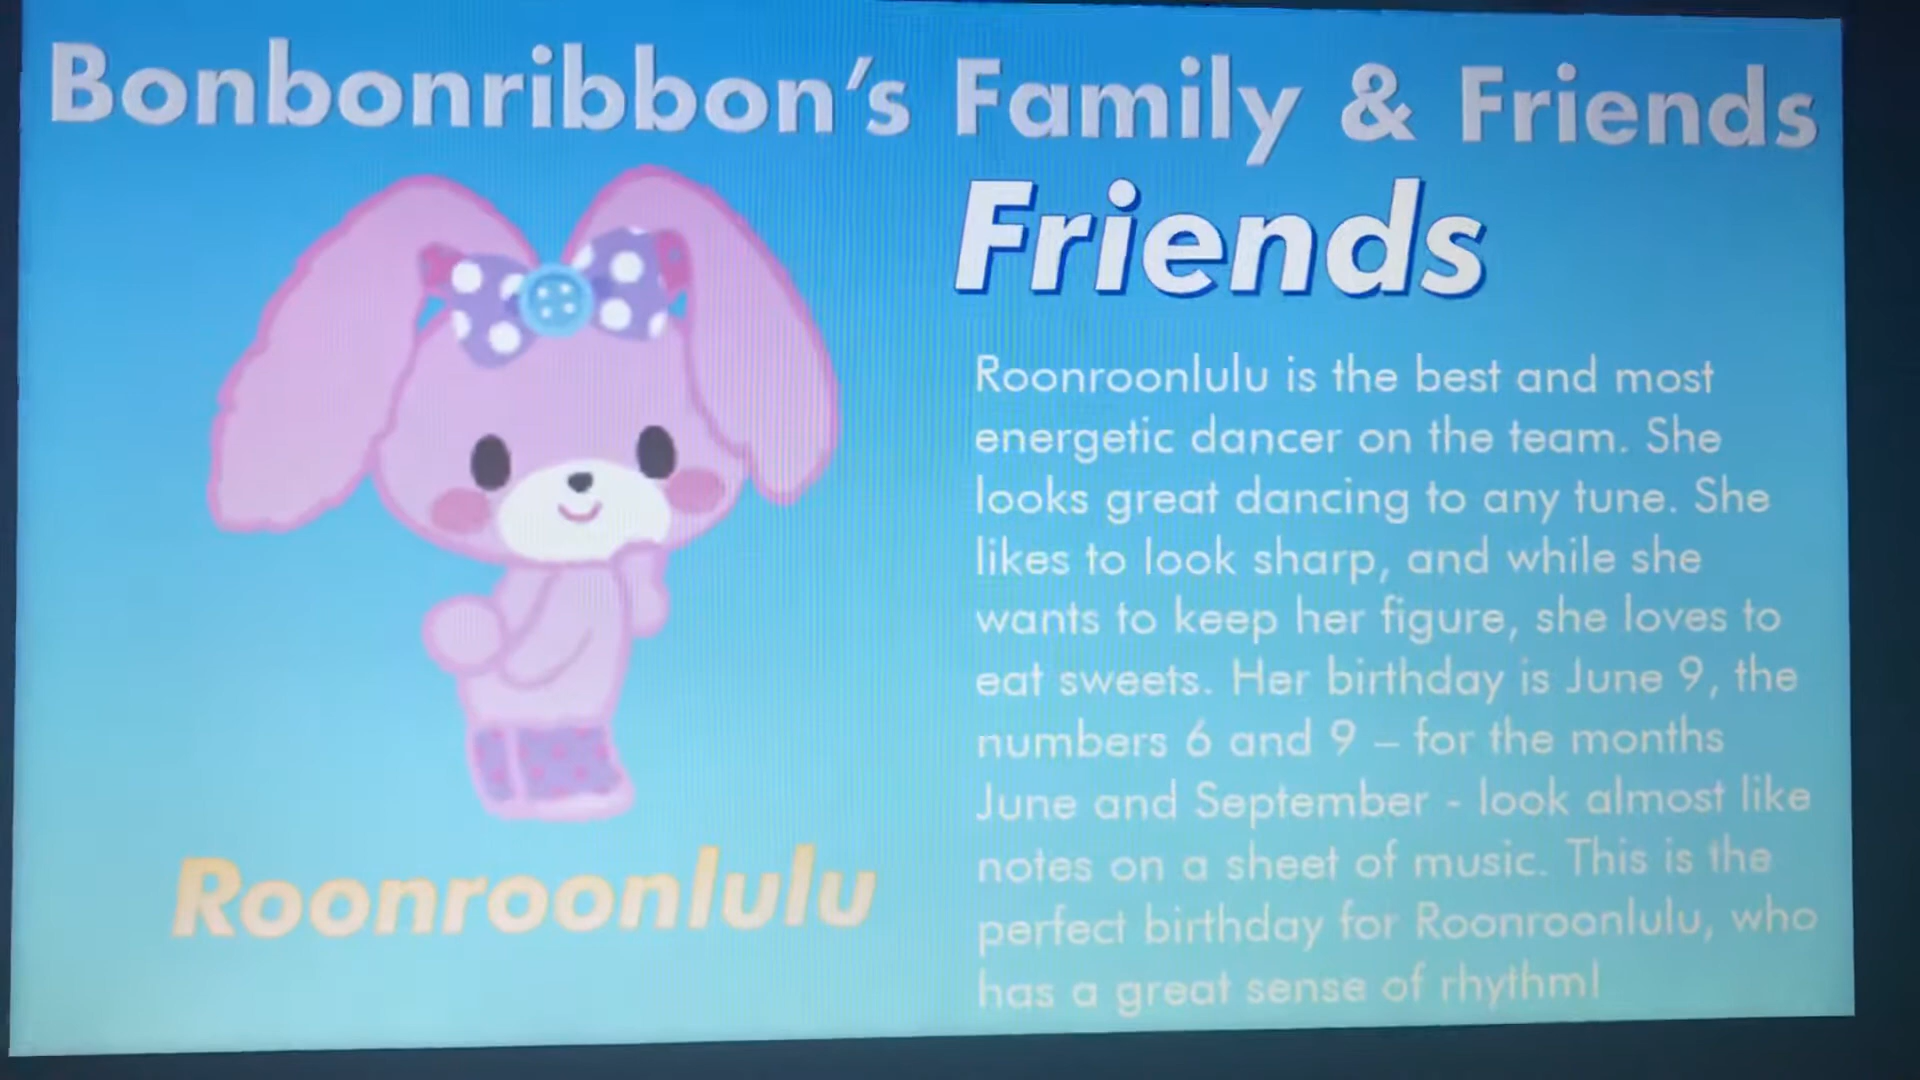 Bonbonribbon's Family & Friends
Friends
Roonroonlulu is the best and most
energetic dancer on the team. She
looks great dancing to any tune. She
likes to look sharp, and while she
wants to keep her figure, she loves to
eat sweets. Her birthday is June 9, the
numbers 6 and 9 – for the months
June and September - look almost like
notes on a sheet of music. This is the
perfect birthday for Roonroonlulu, who
has a great sense of rhythm!
Roonroonlulu